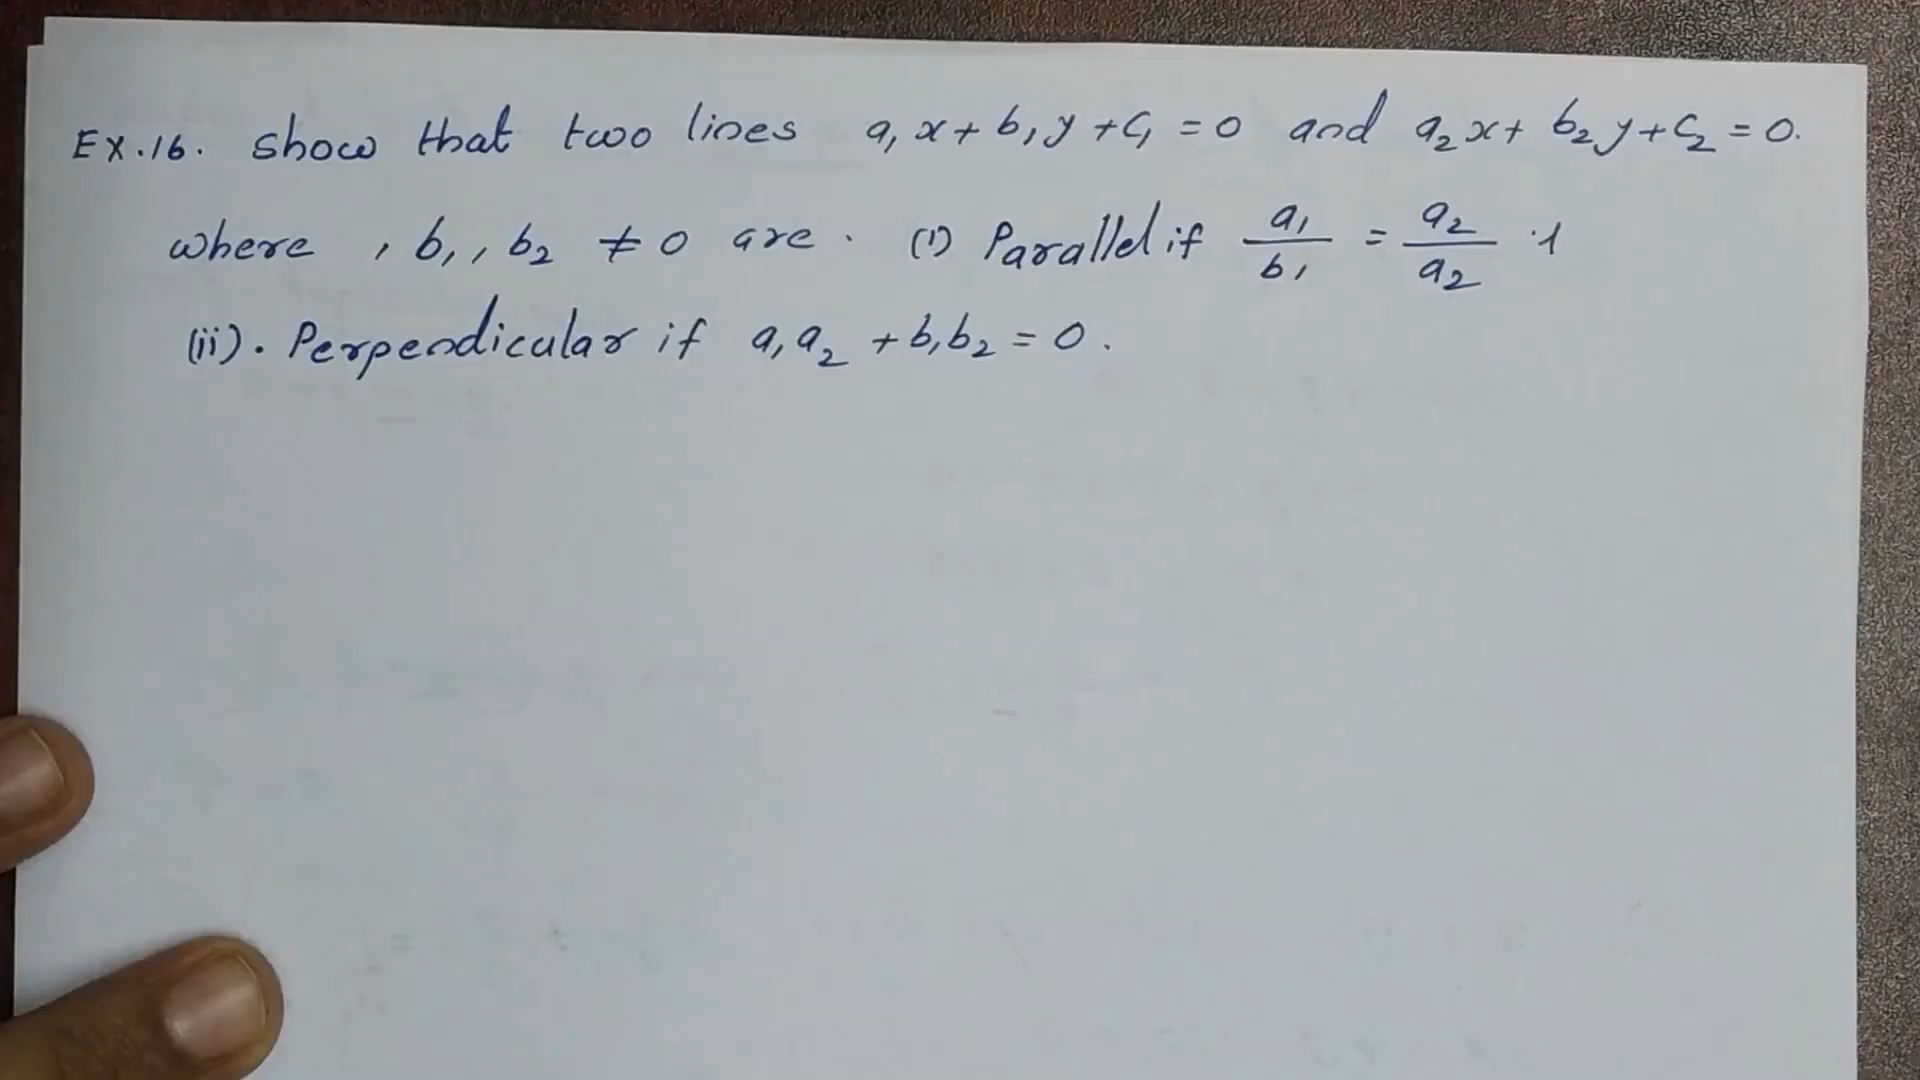 Ex.16. show that two lines a₁x + b₁y + c₁ = 0 and a₂x + b₂y + c₂ = 0.
where , b₁, b₂ ≠ 0 are . (i) Parallel if a₁/b₁ = a₂/a₂ .
(ii). Perpendicular if a₁a₂ + b₁b₂ = 0.